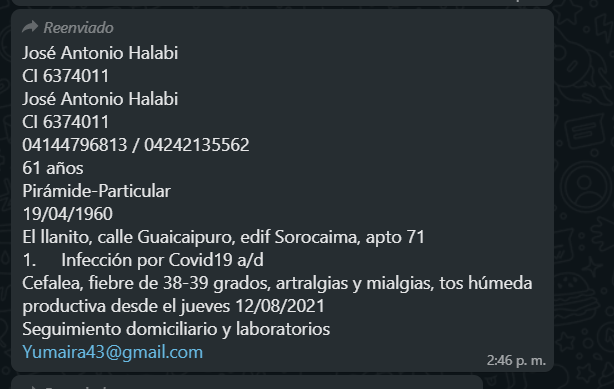 Reenviado
José Antonio Halabi
CI 6374011
José Antonio Halabi
CI 6374011
04144796813 / 04242135562
61 años
Pirámide-Particular
19/04/1960
El llanito, calle Guaicaipuro, edif Sorocaima, apto 71
1. Infección por Covid19 a/d
Cefalea, fiebre de 38-39 grados, artralgias y mialgias, tos húmeda
productiva desde el jueves 12/08/2021
Seguimiento domiciliario y laboratorios
Yumaira43@gmail.com
2:46 p. m.